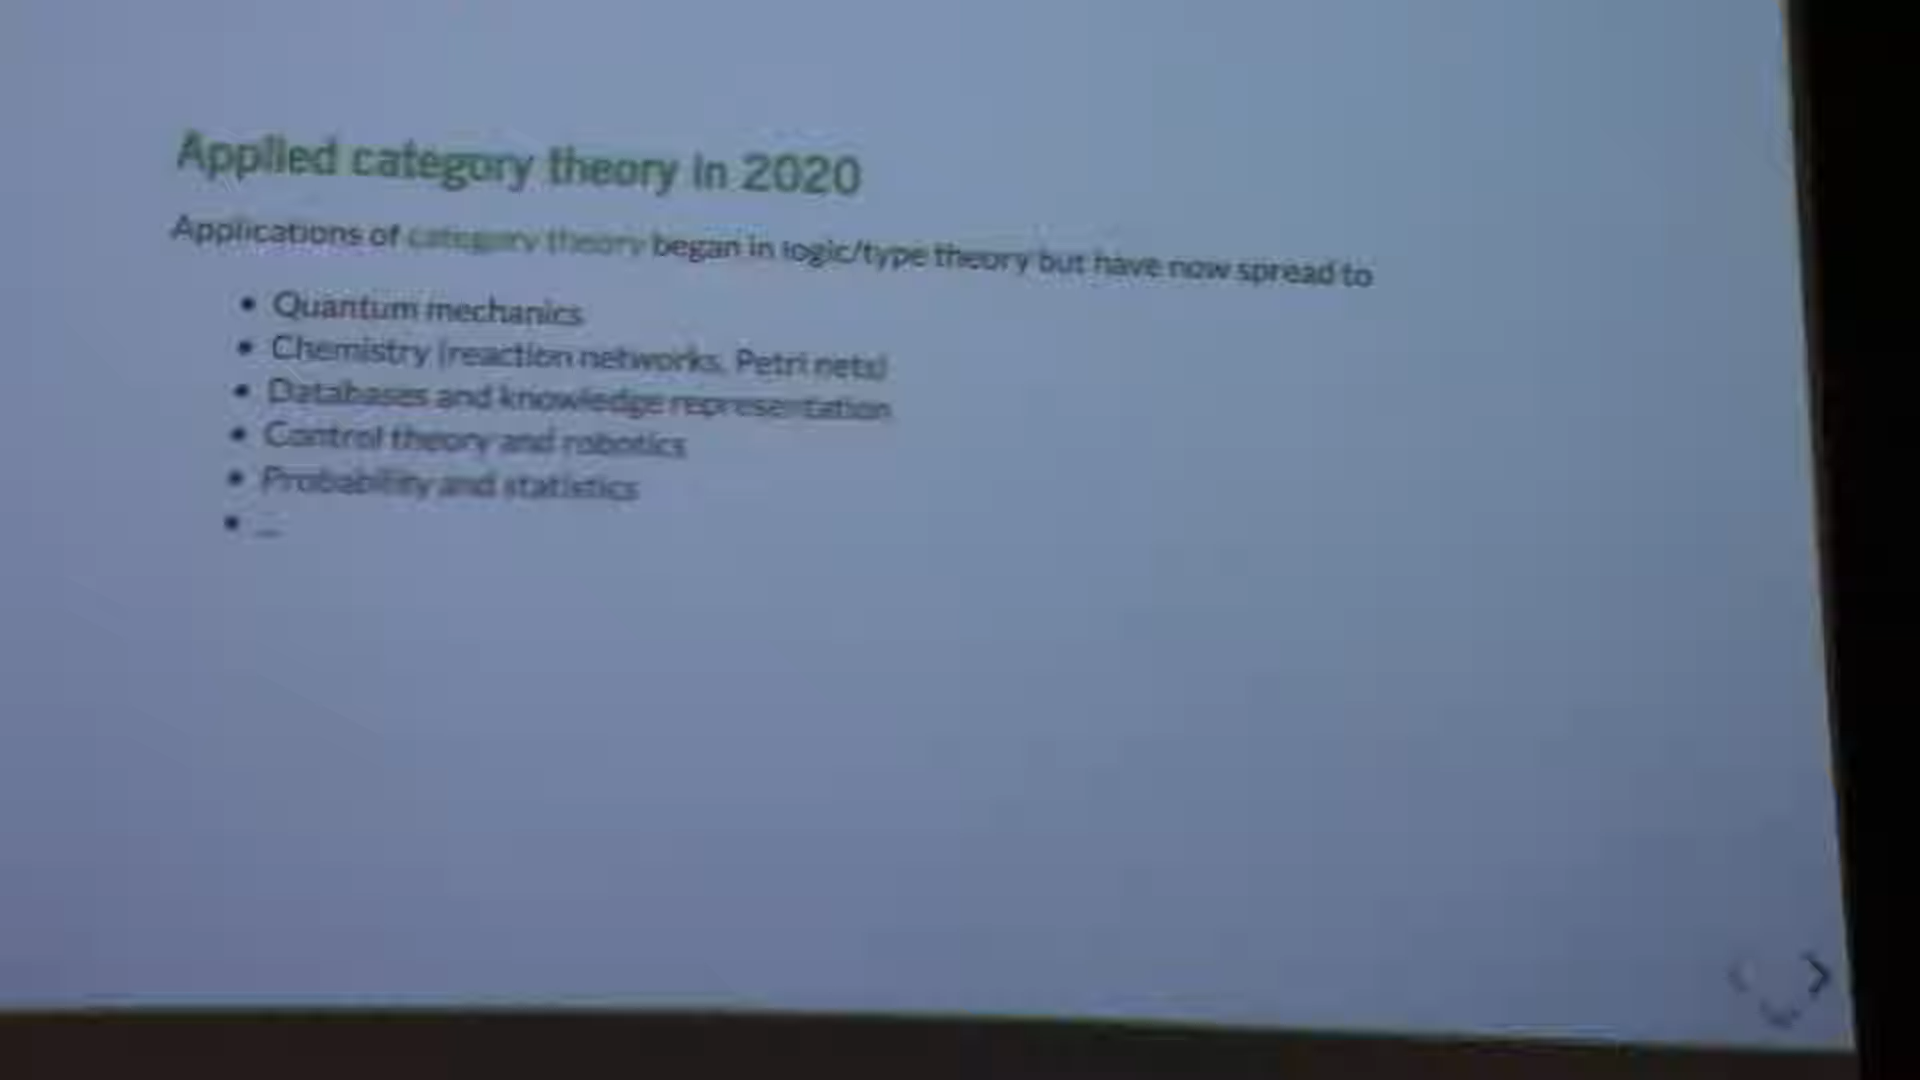 Applied category theory in 2020
Applications of category theory began in logic/type theory but have now spread to
• Quantum mechanics
• Chemistry (reaction networks, Petri nets)
• Databases and knowledge representation
• Control theory and robotics
• Probability and statistics
• ...